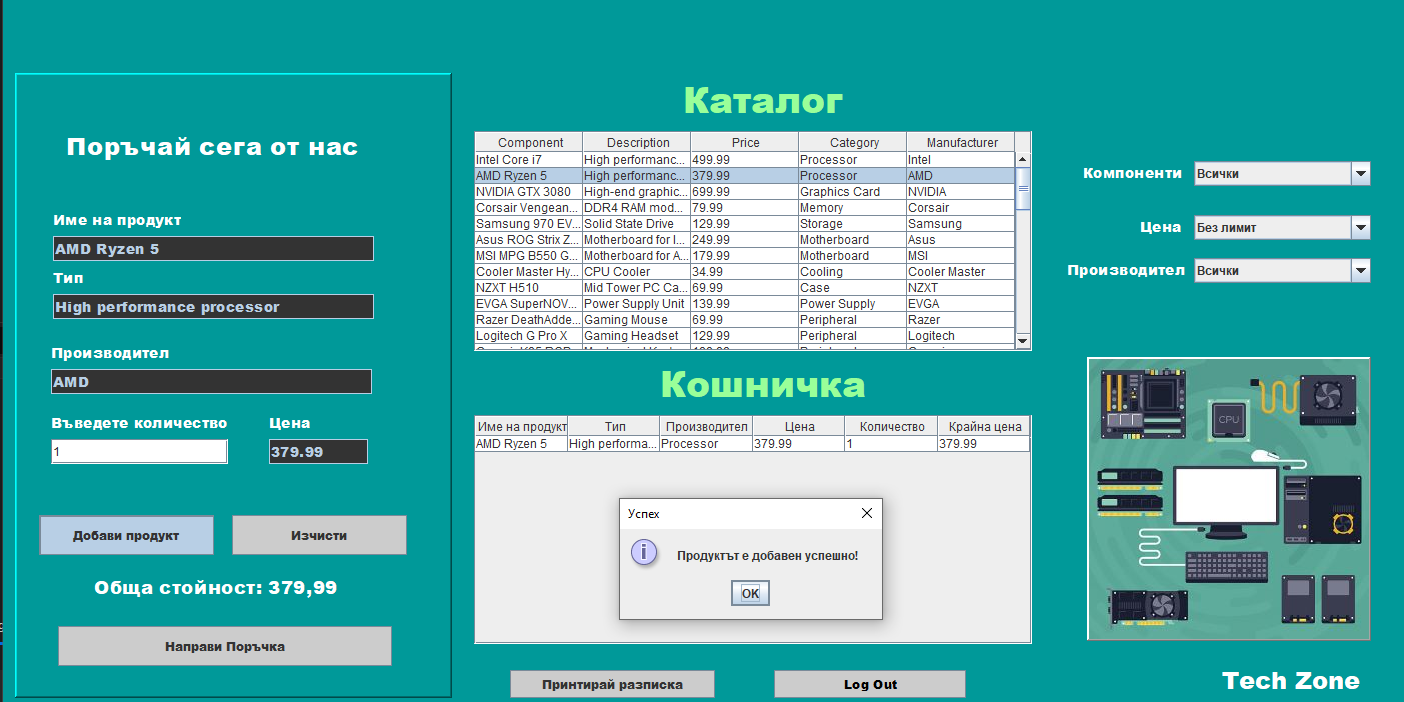 Поръчай сега от нас
Име на продукт
AMD Ryzen 5
Тип
High performance processor
Производител
AMD
Въведете количество Цена
1 379.99
Добави продукт Изчисти
Обща стойност: 379,99
Направи Поръчка
Каталог
Component Description Price Category Manufacturer
Intel Core i7 High performanc... 499.99 Processor Intel
AMD Ryzen 5 High performanc... 379.99 Processor AMD
NVIDIA GTX 3080 High-end graphic... 699.99 Graphics Card NVIDIA
Corsair Vengean... DDR4 RAM mod... 79.99 Memory Corsair
Samsung 970 EV... Solid State Drive 129.99 Storage Samsung
Asus ROG Strix Z... Motherboard for I... 249.99 Motherboard Asus
MSI MPG B550 G... Motherboard for A... 179.99 Motherboard MSI
Cooler Master Hy... CPU Cooler 34.99 Cooling Cooler Master
NZXT H510 Mid Tower PC Ca... 69.99 Case NZXT
EVGA SuperNOV... Power Supply Unit 139.99 Power Supply EVGA
Razer DeathAdde... Gaming Mouse 69.99 Peripheral Razer
Logitech G Pro X Gaming Headset 129.99 Peripheral Logitech
Кошничка
Име на продукт Тип Производител Цена Количество Крайна цена
AMD Ryzen 5 High performa... Processor 379.99 1 379.99
Успех
Продуктът е добавен успешно!
OK
Принтирай разписка Log Out
Компоненти Всички
Цена Без лимит
Производител Всички
CPU
Tech Zone